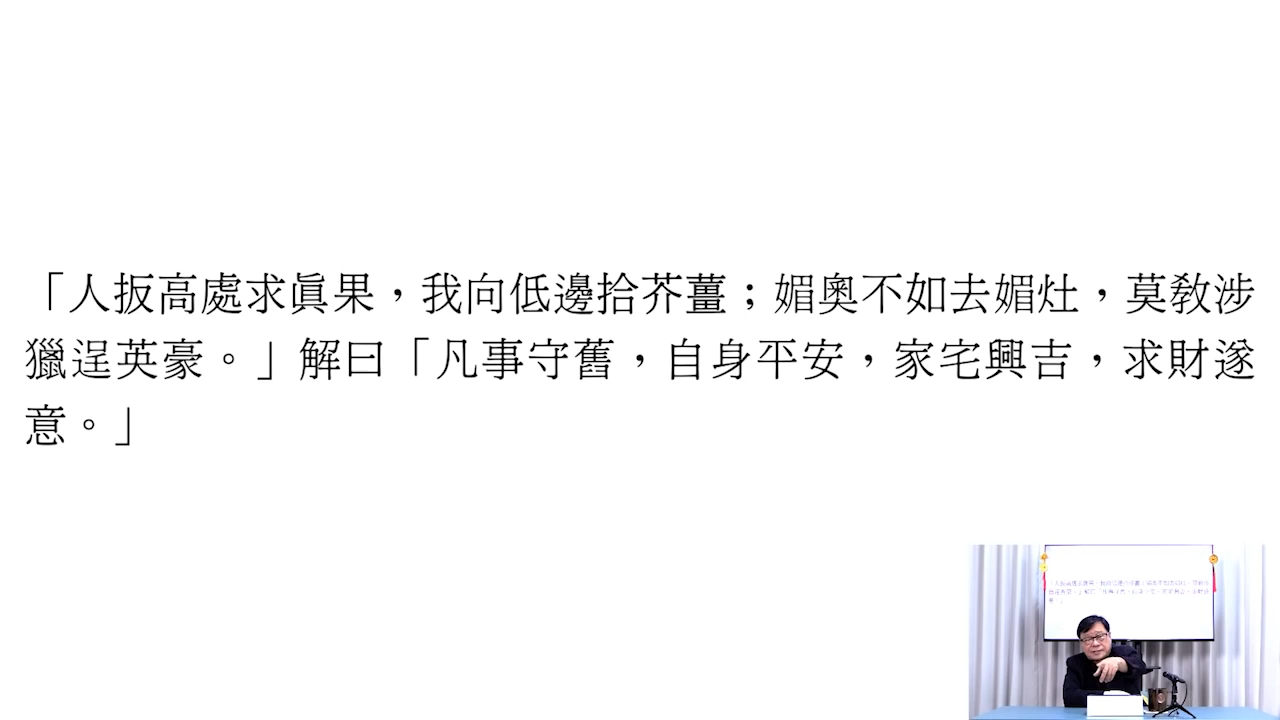 「人扳高處求眞果，我向低邊拾芥薑；媚奧不如去媚灶，莫敎涉
獵逞英豪。」解曰「凡事守舊，自身平安，家宅興吉，求財遂
意。」